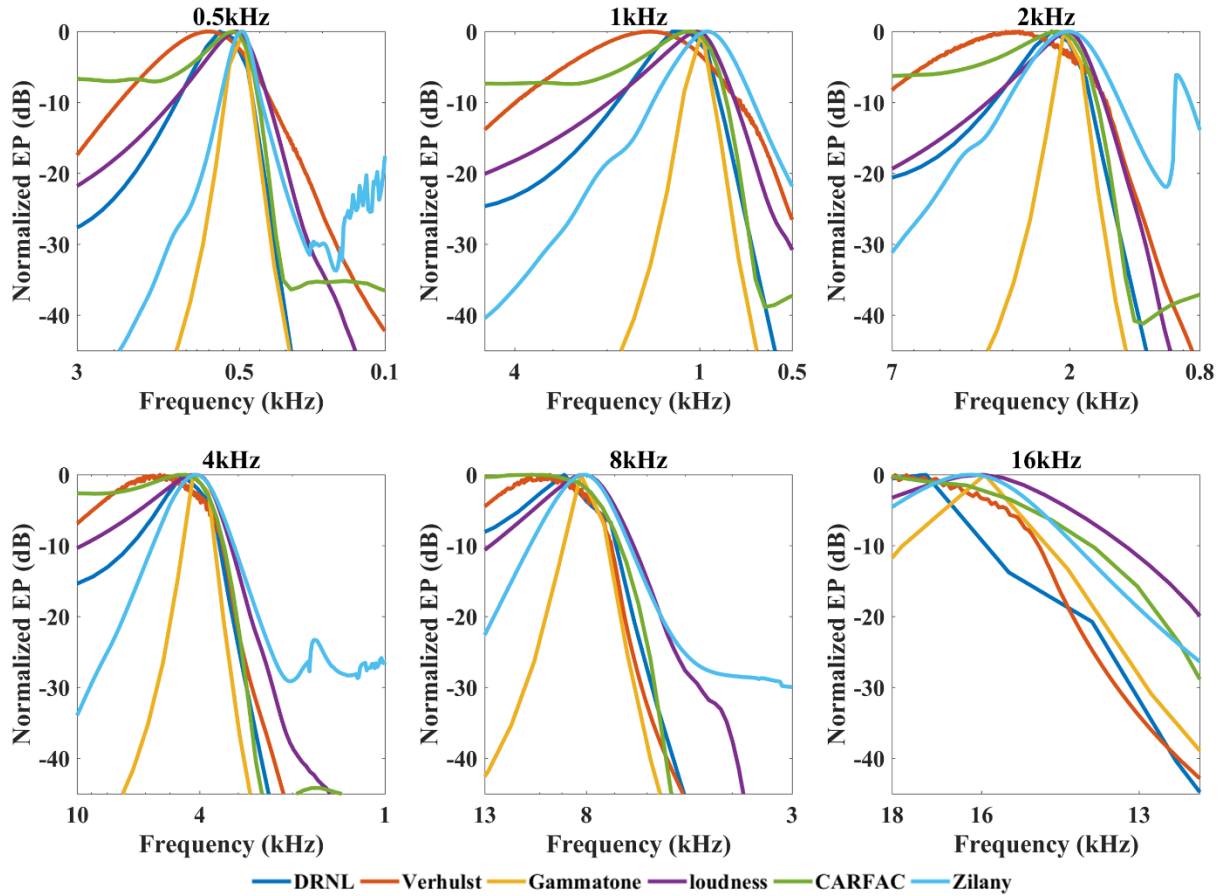 0.5kHz 1kHz 2kHz
0 0 0
-10 -10 -10
-20 -20 -20
-30 -30 -30
-40 -40 -40
Normalized EP (dB) Normalized EP (dB) Normalized EP (dB)
3 0.5 0.1 4 1 0.5 7 2 0.8
Frequency (kHz) Frequency (kHz) Frequency (kHz)
4kHz 8kHz 16kHz
0 0 0
-10 -10 -10
-20 -20 -20
-30 -30 -30
-40 -40 -40
Normalized EP (dB) Normalized EP (dB) Normalized EP (dB)
10 4 1 13 8 3 18 16 13
Frequency (kHz) Frequency (kHz) Frequency (kHz)
DRNL Verhulst Gammatone loudness CARFAC Zilany